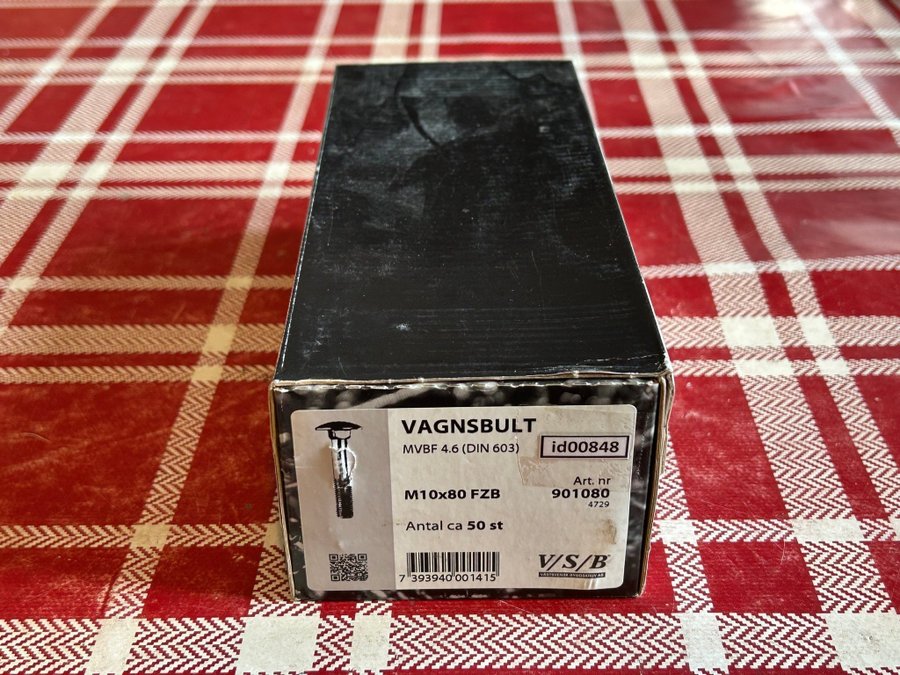 VAGNSBULT
MVBF 4.6 (DIN 603)
id00848
M10x80 FZB
Art. nr
901080
4729
Antal ca 50 st
7 393940 001415
V/S/B